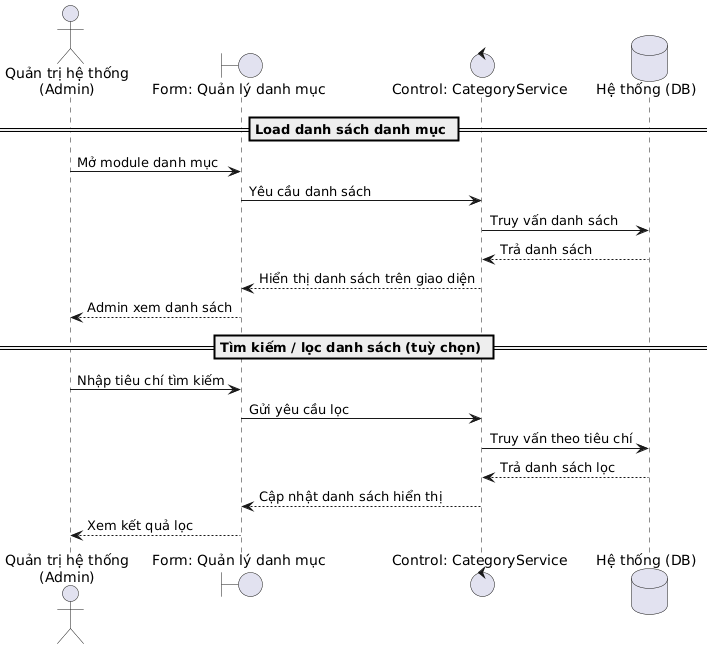 Quản trị hệ thống
(Admin)
Form: Quản lý danh mục
Control: CategoryService
Hệ thống (DB)
Load danh sách danh mục
Mở module danh mục
Yêu cầu danh sách
Truy vấn danh sách
Trả danh sách
Hiển thị danh sách trên giao diện
Admin xem danh sách
Tìm kiếm / lọc danh sách (tuỳ chọn)
Nhập tiêu chí tìm kiếm
Gửi yêu cầu lọc
Truy vấn theo tiêu chí
Trả danh sách lọc
Cập nhật danh sách hiển thị
Xem kết quả lọc
Quản trị hệ thống
(Admin)
Form: Quản lý danh mục
Control: CategoryService
Hệ thống (DB)